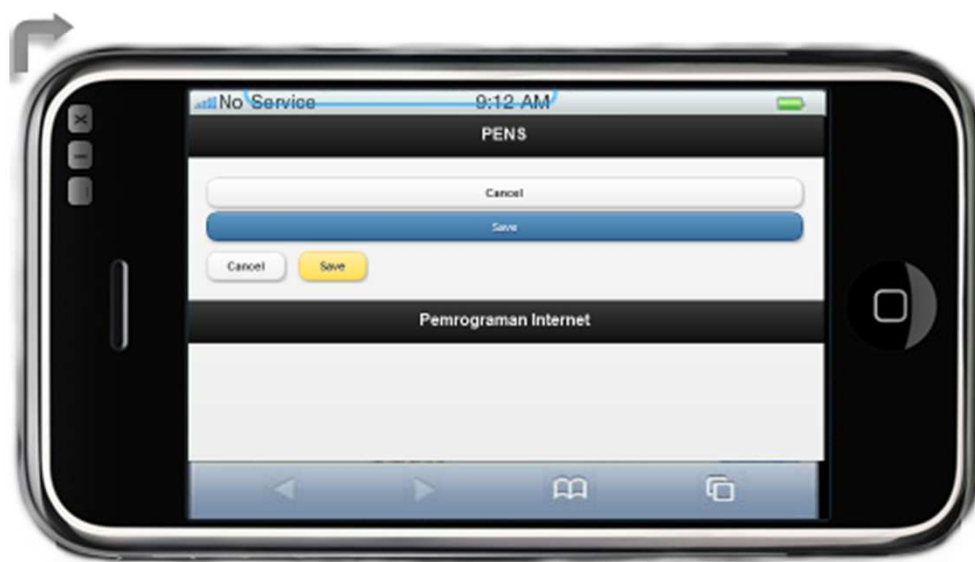 No Service 9:12 AM
PENS
Cancel
Save
Cancel Save
Pemrograman Internet